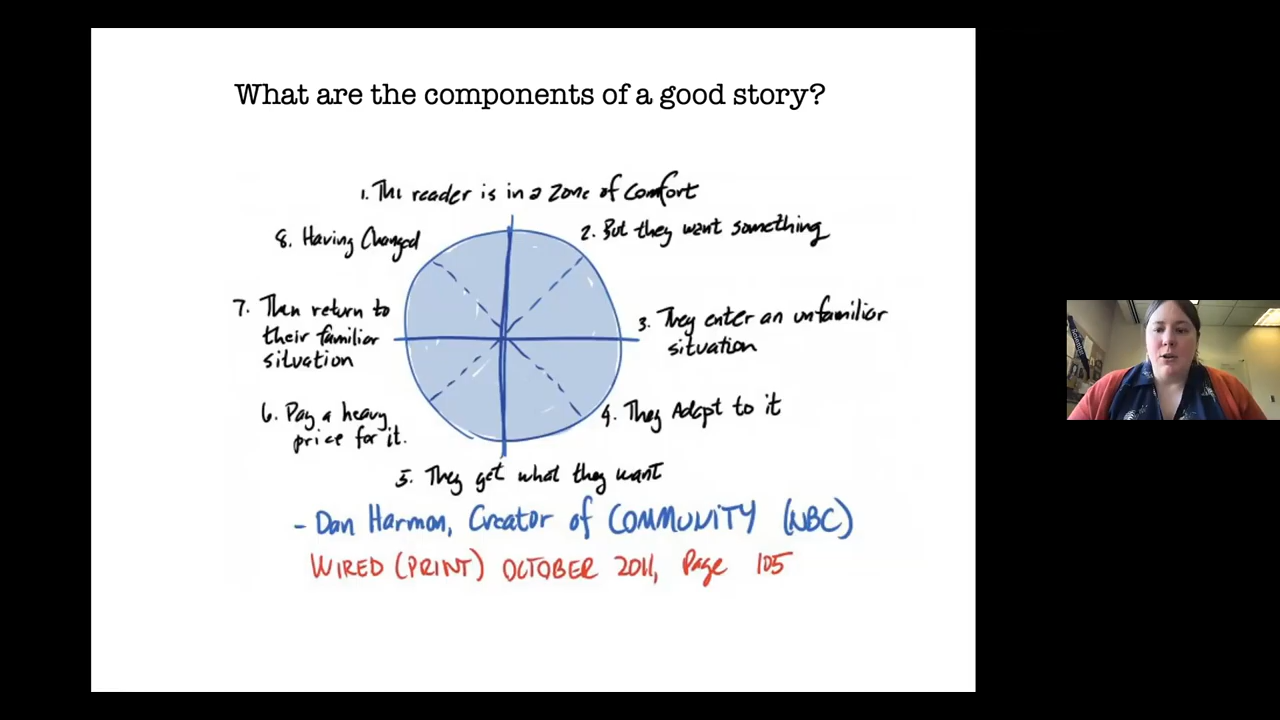 What are the components of a good story?
1. The reader is in a zone of comfort
2. But they want something
3. They enter an unfamiliar
situation
4. They Adapt to it
5. They get what they want
6. Pay a heavy
price for it.
7. Then return to
their familiar
situation
8. Having Changed
- Dan Harmon, Creator of COMMUNITY (NBC)
WIRED (PRINT) OCTOBER 2011, Page 105